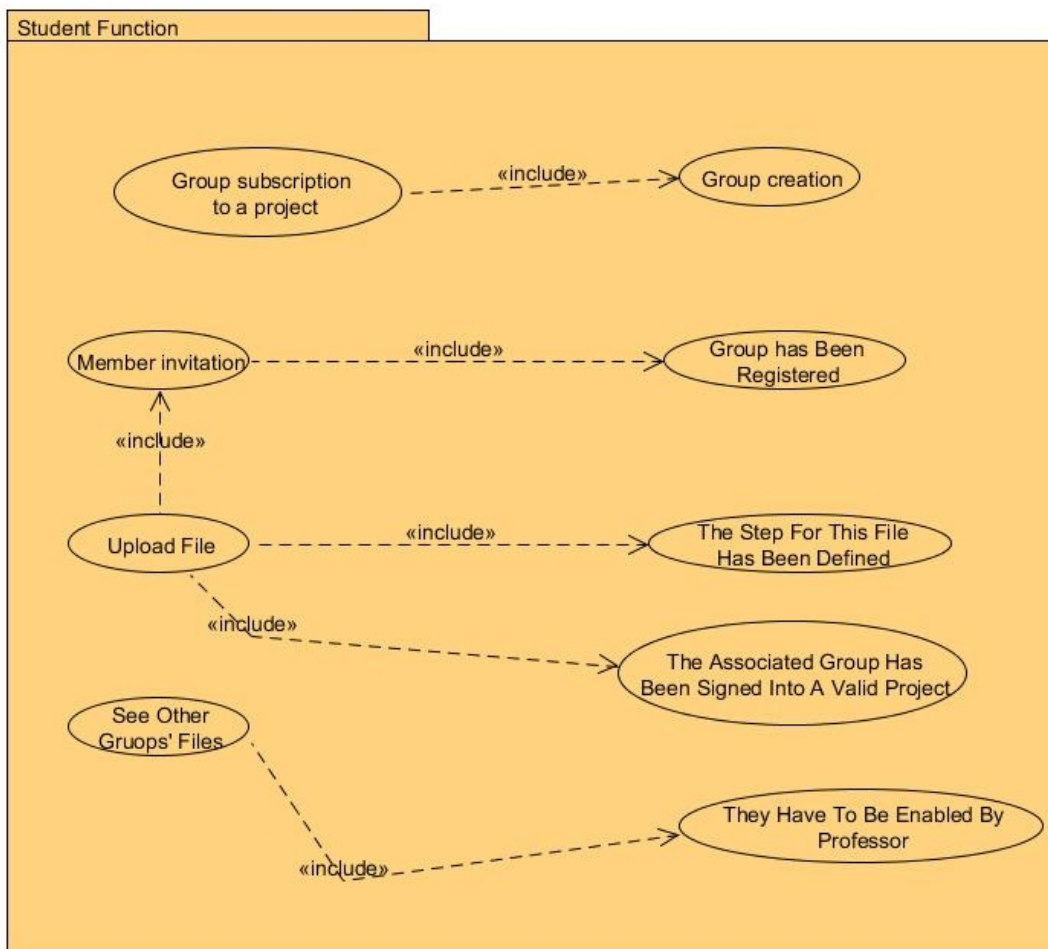 Student Function
Group subscription
to a project
«include»
Group creation
Member invitation
«include»
Group has Been
Registered
«include»
Upload File
«include»
The Step For This File
Has Been Defined
«include»
The Associated Group Has
Been Signed Into A Valid Project
See Other
Gruops' Files
«include»
They Have To Be Enabled By
Professor